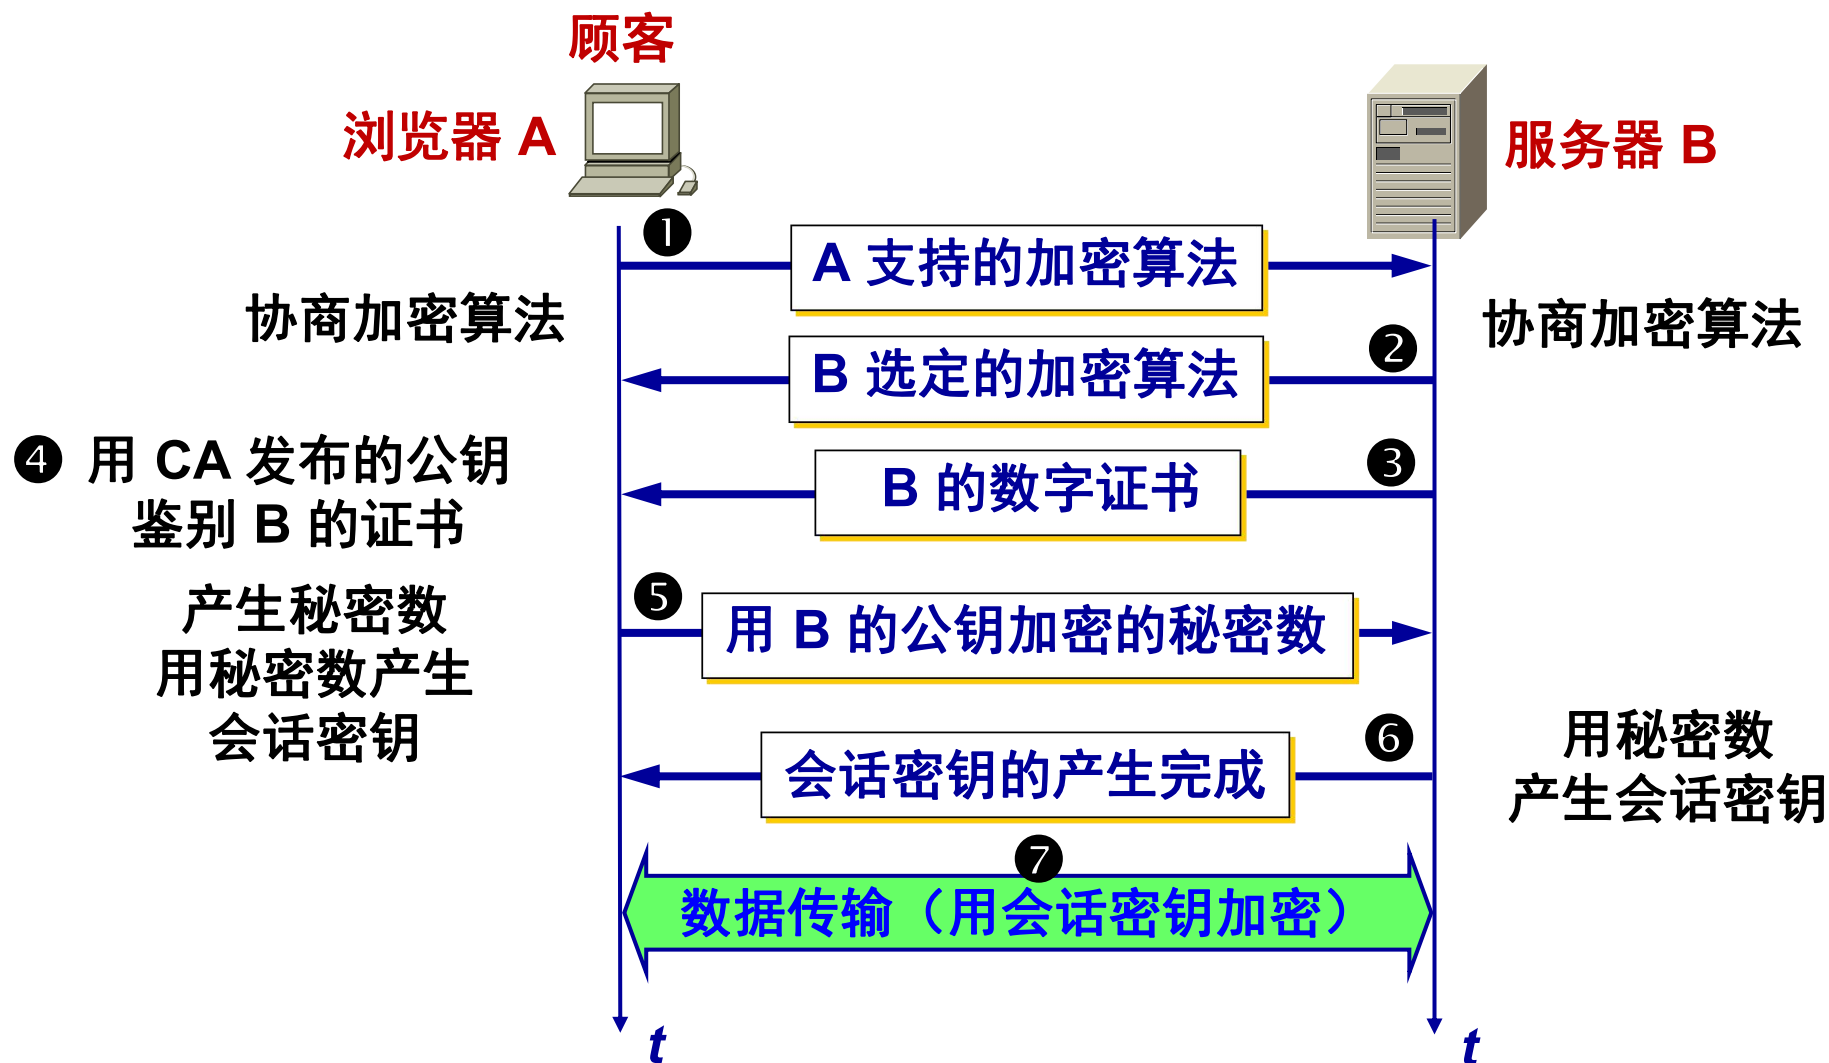 顾客
浏览器 A
服务器 B
❶
A 支持的加密算法
协商加密算法
协商加密算法
❷
B 选定的加密算法
❸
B 的数字证书
❹ 用 CA 发布的公钥
鉴别 B 的证书
产生秘密数
用秘密数产生
会话密钥
❺
用 B 的公钥加密的秘密数
❻
会话密钥的产生完成
用秘密数
产生会话密钥
❼
数据传输（用会话密钥加密）
t
t